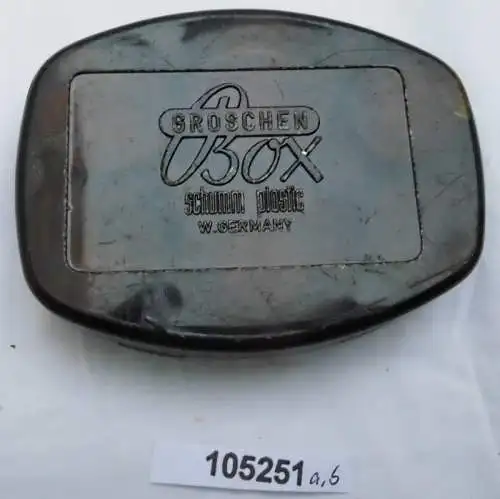 GROSCHEN
Box
schumm plastic
W. GERMANY
105251 a,b